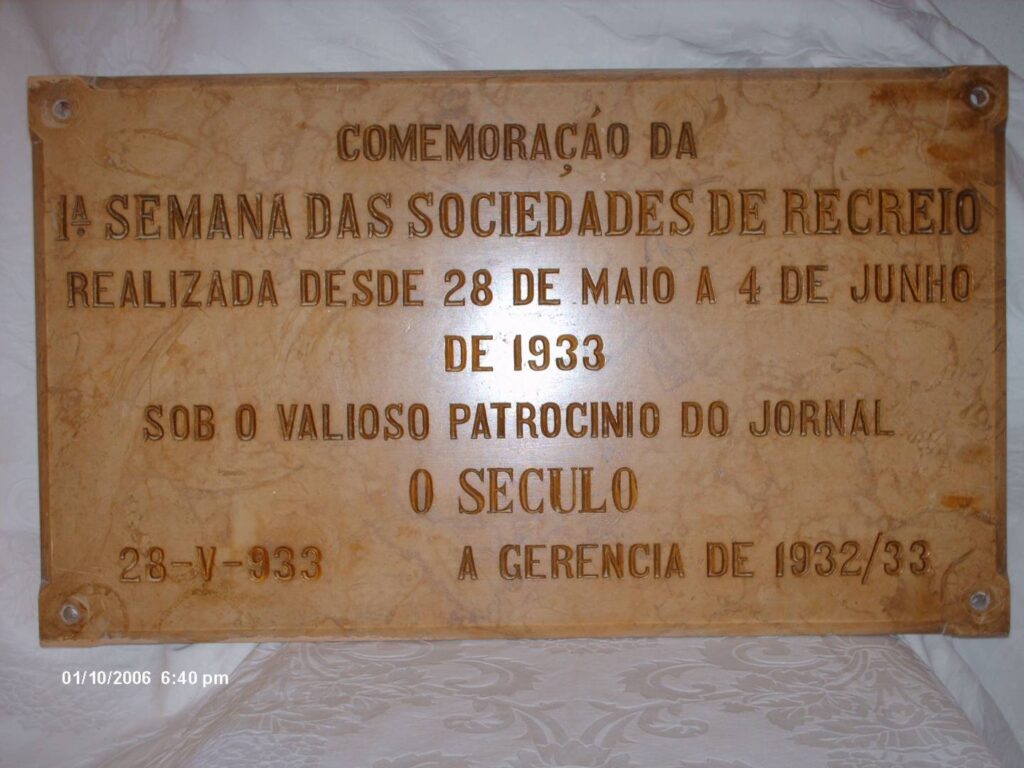 COMEMORAÇÁO DA
1ª SEMANA DAS SOCIEDADES DE RECREIO
REALIZADA DESDE 28 DE MAIO A 4 DE JUNHO
DE 1933
SOB O VALIOSO PATROCINIO DO JORNAL
O SECULO
28-V-933 A GERENCIA DE 1932/33
01/10/2006 6:40 pm